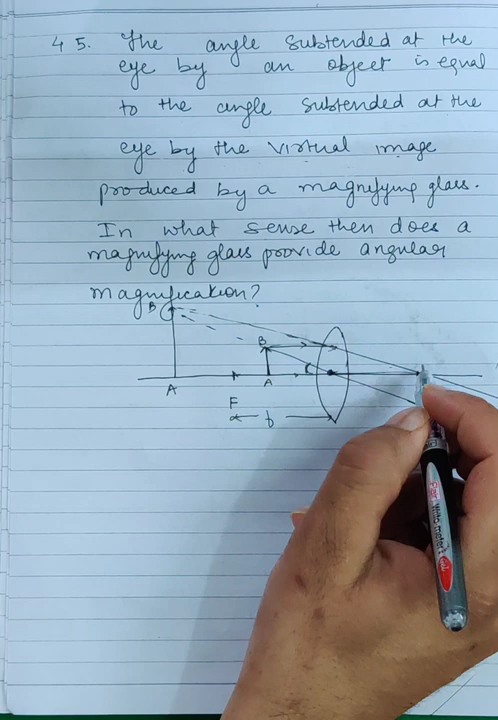 45. The angle subtended at the
eye by an object is equal
to the angle subtended at the
eye by the virtual image
produced by a magnifying glass.
In what sense then does a
magnifying glass provide angular
magnification?
B
B
A
A
F
f